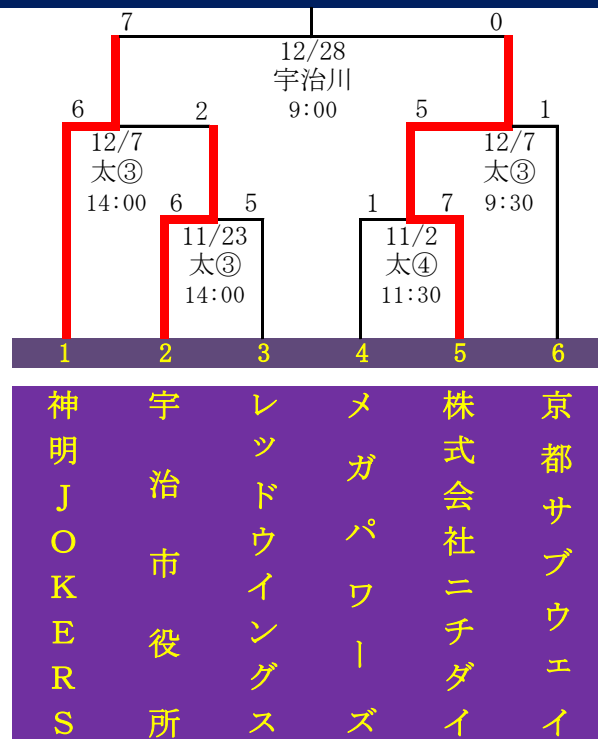 7 0
12/28
宇治川
9:00
6 2 5 1
12/7
太③
14:00
12/7
太③
9:30
6 5 1 7
11/23
太③
14:00
11/2
太④
11:30
1 2 3 4 5 6
神明JOKERS
宇治市役所
レッドウイングス
メガパワーズ
株式会社ニチダイ
京都サブウェイ